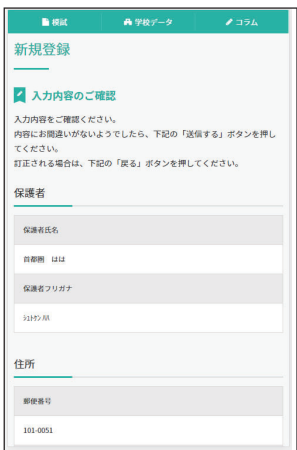 模試
学校データ
コラム
新規登録
入力内容のご確認
入力内容をご確認ください。
内容にお間違いがないようでしたら、下記の「送信する」ボタンを押し
てください。
訂正される場合は、下記の「戻る」ボタンを押してください。
保護者
保護者氏名
首都圏　はは
保護者フリガナ
ｼｭﾄｹﾝ ﾊﾊ
住所
郵便番号
101-0051